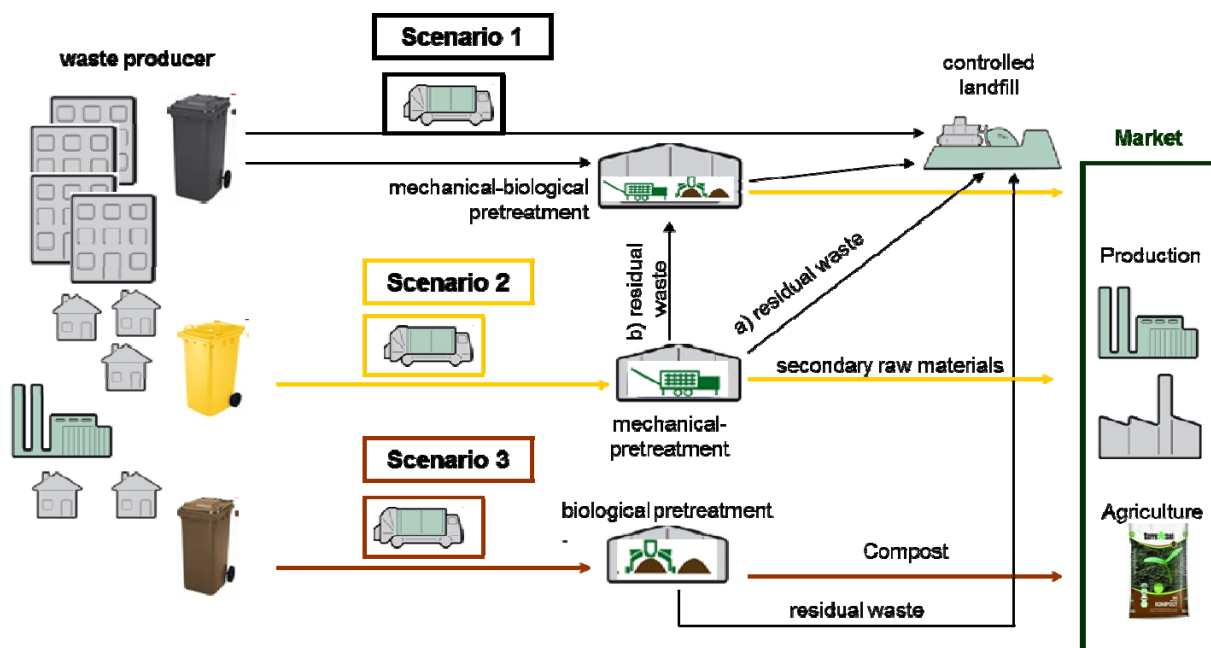 Scenario 1
waste producer
controlled
landfill
Market
mechanical-biological
pretreatment
b) residual
waste
a) residual waste
Production
Scenario 2
secondary raw materials
mechanical-
pretreatment
Scenario 3
biological pretreatment
Agriculture
Compost
KOMPOST
residual waste